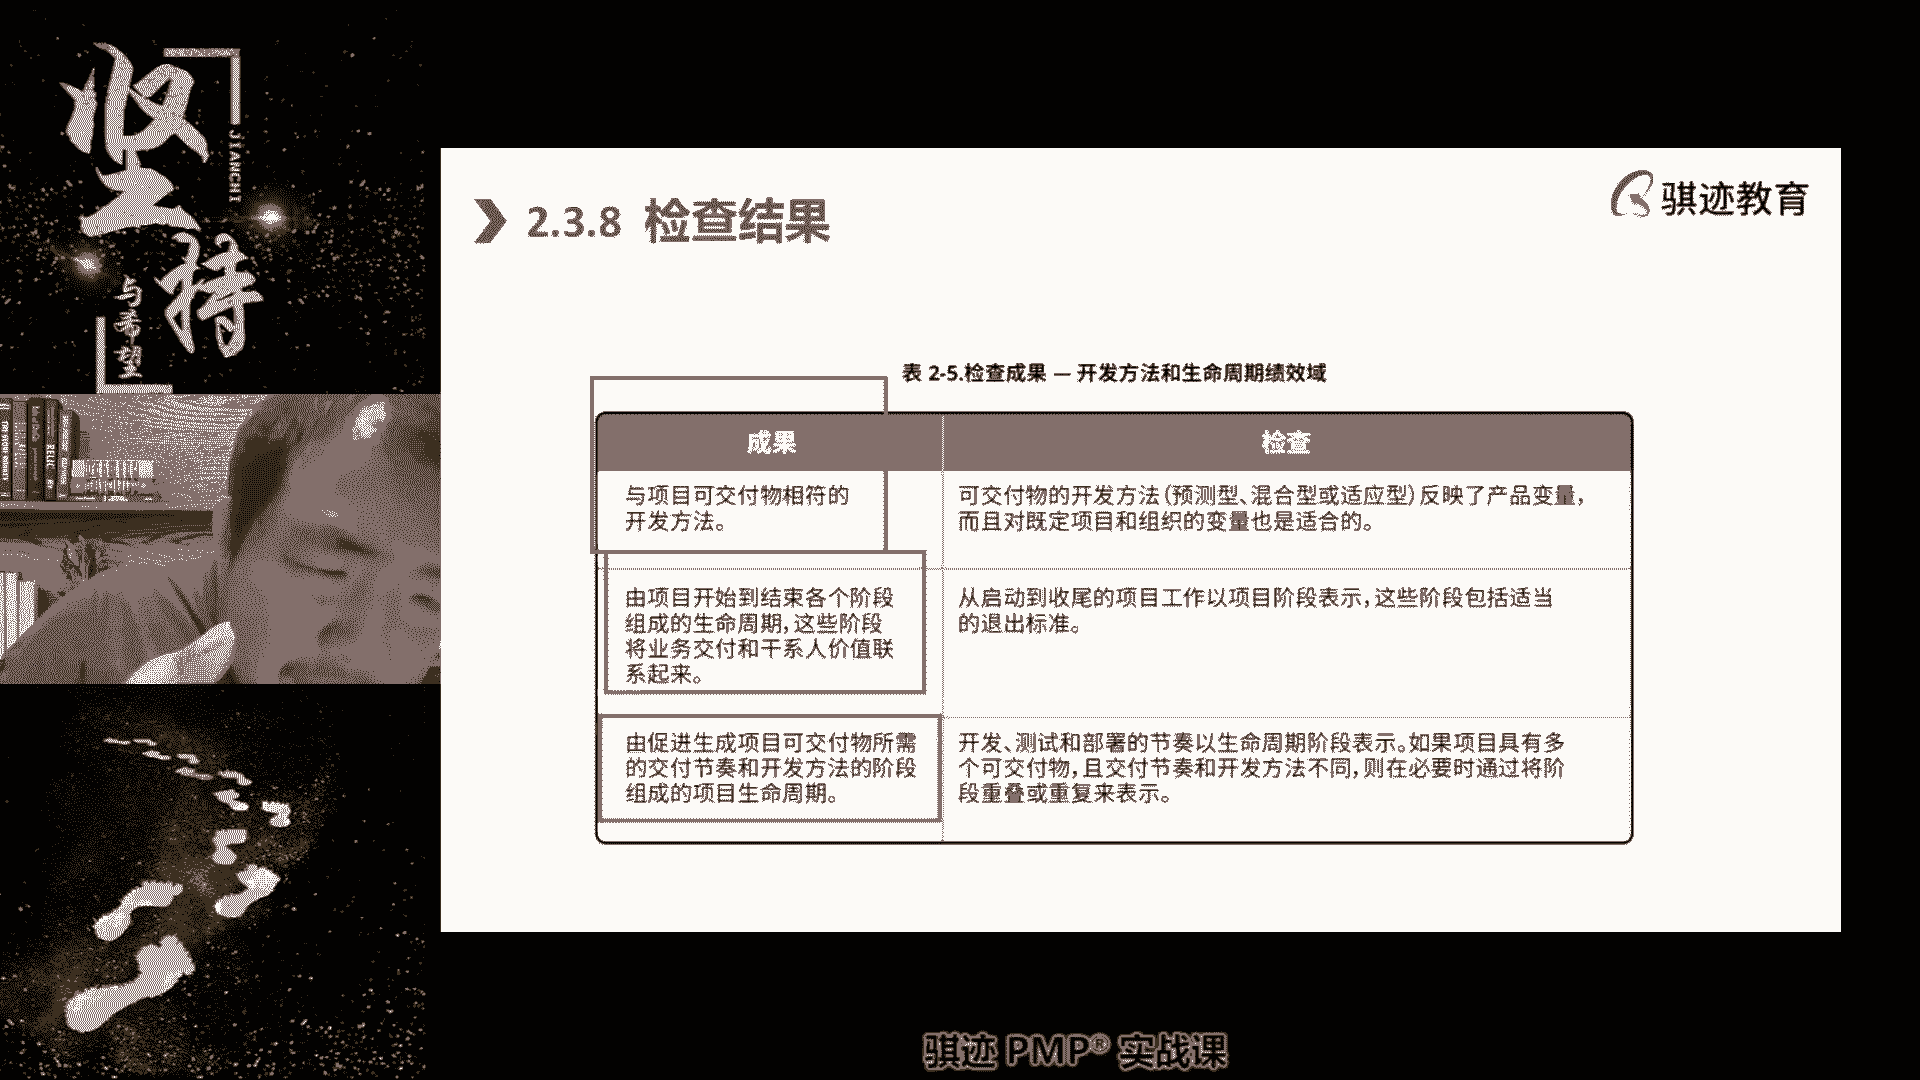 坚持
JIANCHI
与希望
2.3.8 检查结果
骐迹教育
表 2-5.检查成果 — 开发方法和生命周期绩效域
成果
检查
与项目可交付物相符的
开发方法。
可交付物的开发方法（预测型、混合型或适应型）反映了产品变量，
而且对既定项目和组织的变量也是适合的。
由项目开始到结束各个阶段
组成的生命周期，这些阶段
将业务交付和干系人价值联
系起来。
从启动到收尾的项目工作以项目阶段表示，这些阶段包括适当
的退出标准。
由促进生成项目可交付物所需
的交付节奏和开发方法的阶段
组成的项目生命周期。
开发、测试和部署的节奏以生命周期阶段表示。如果项目具有多
个可交付物，且交付节奏和开发方法不同，则在必要时通过将阶
段重叠或重复来表示。
骐迹 PMP® 实战课